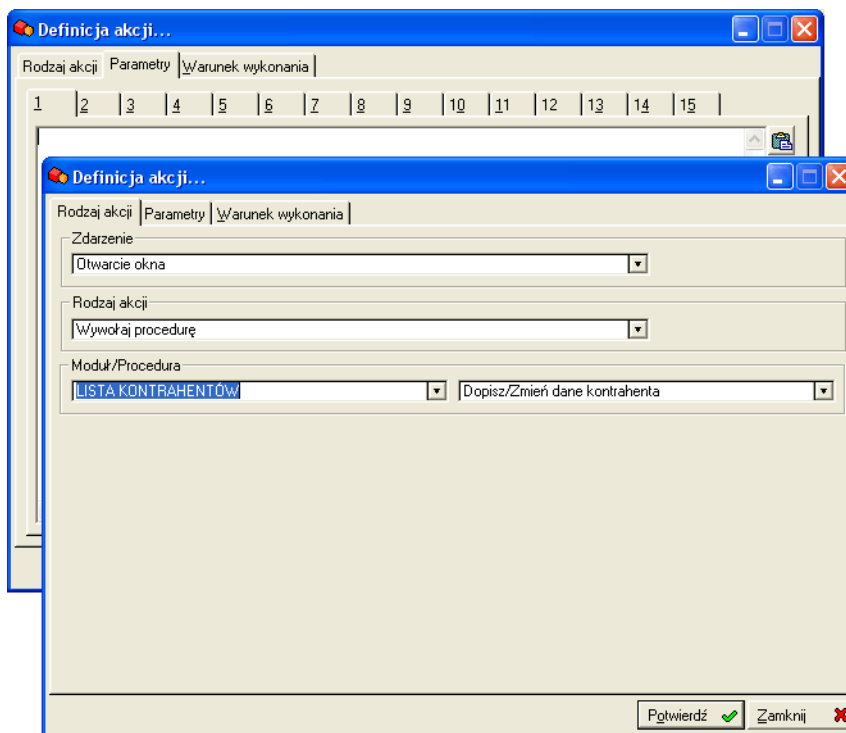 Definicja akcji...
Rodzaj akcji Parametry Warunek wykonania
1 2 3 4 5 6 7 8 9 10 11 12 13 14 15
Definicja akcji...
Rodzaj akcji Parametry Warunek wykonania
Zdarzenie
Otwarcie okna
Rodzaj akcji
Wywołaj procedurę
Moduł/Procedura
LISTA KONTRAHENTÓW Dopisz/Zmień dane kontrahenta
Potwierdź Zamknij